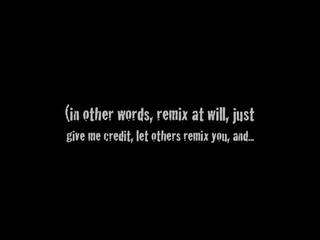 (in other words, remix at will, just
give me credit, let others remix you, and...